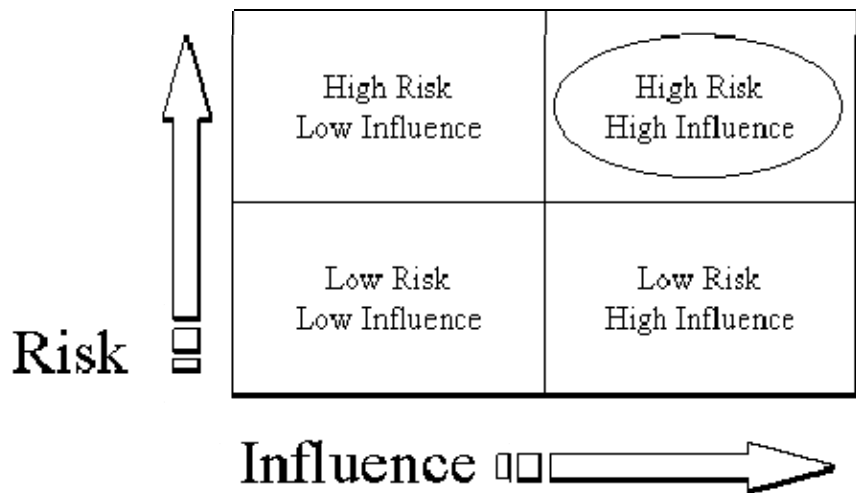 High Risk
Low Influence
High Risk
High Influence
Low Risk
Low Influence
Low Risk
High Influence
Risk
Influence